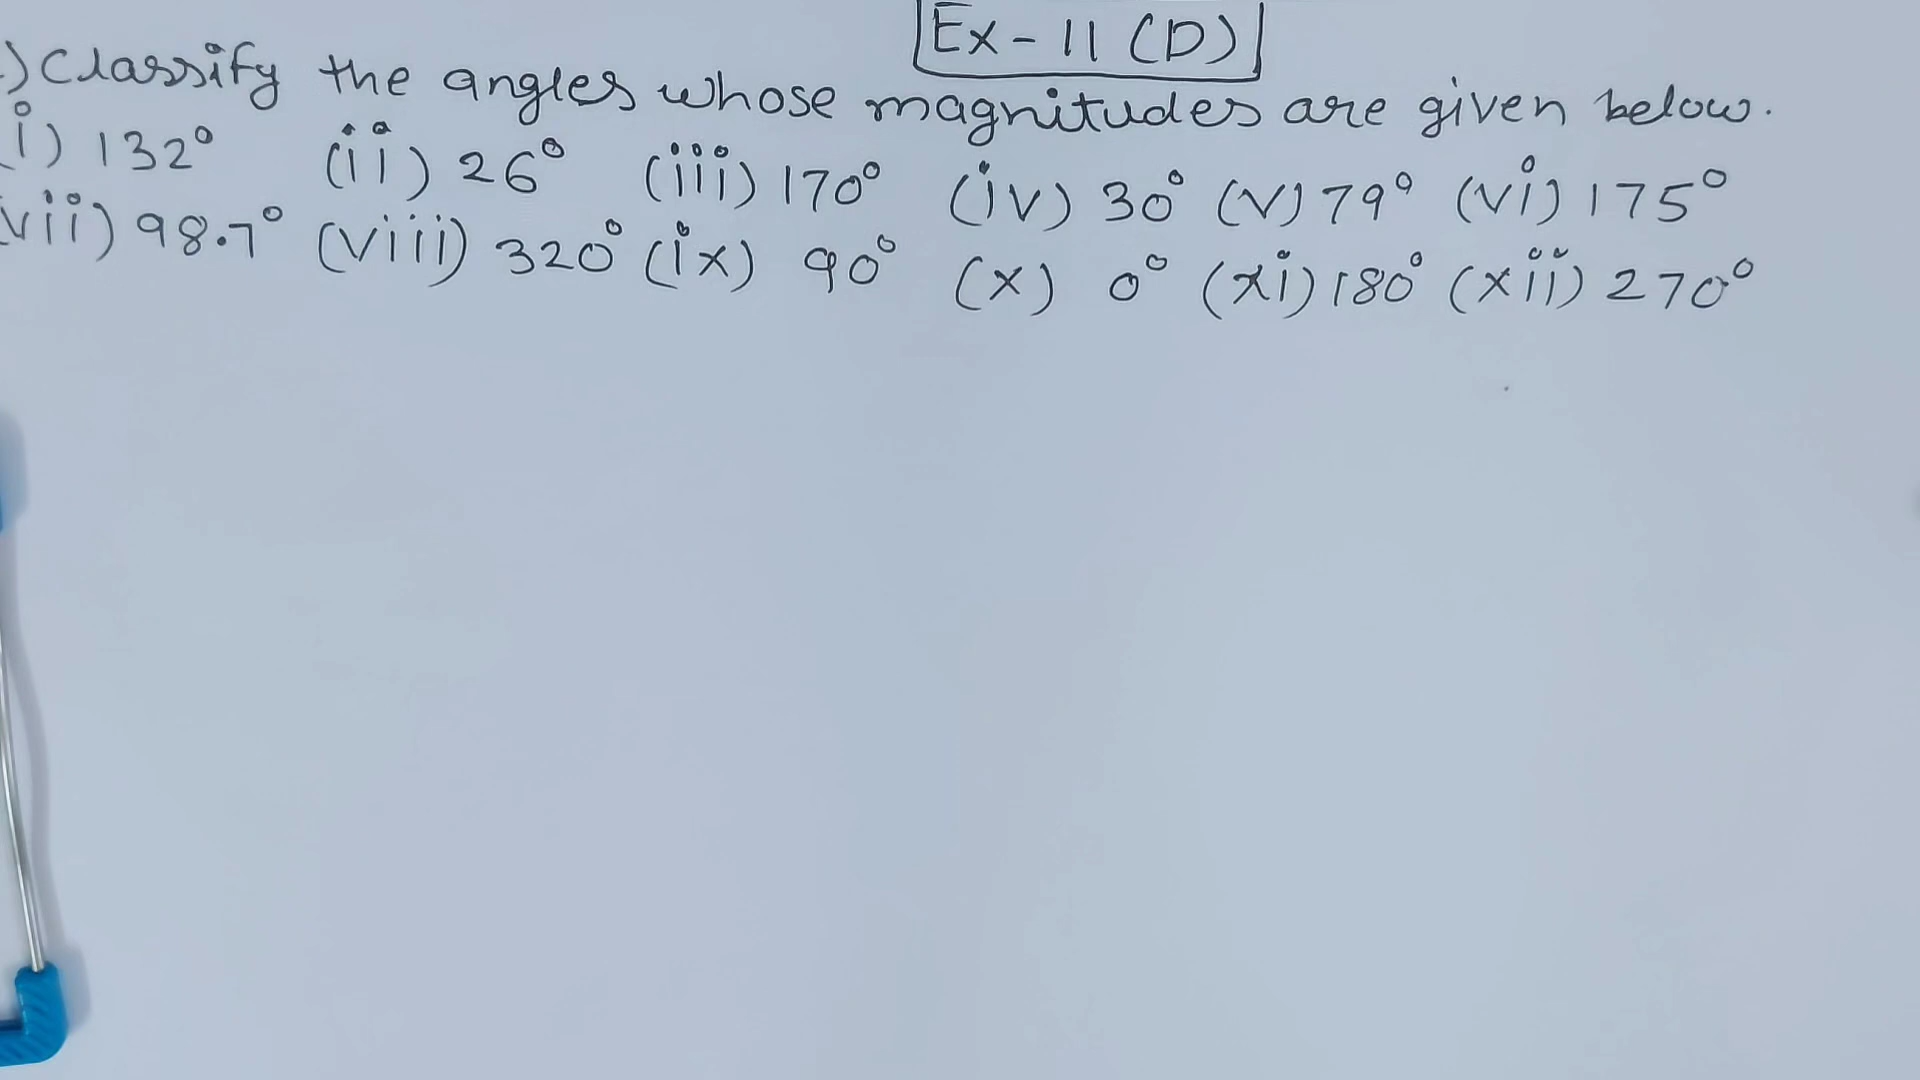 Ex - 11 (D)
.) Classify the angles whose magnitudes are given below.
(i) 132° (ii) 26° (iii) 170° (iv) 30° (v) 79° (vi) 175°
(vii) 98.7° (viii) 320° (ix) 90° (x) 0° (xi) 180° (xii) 270°